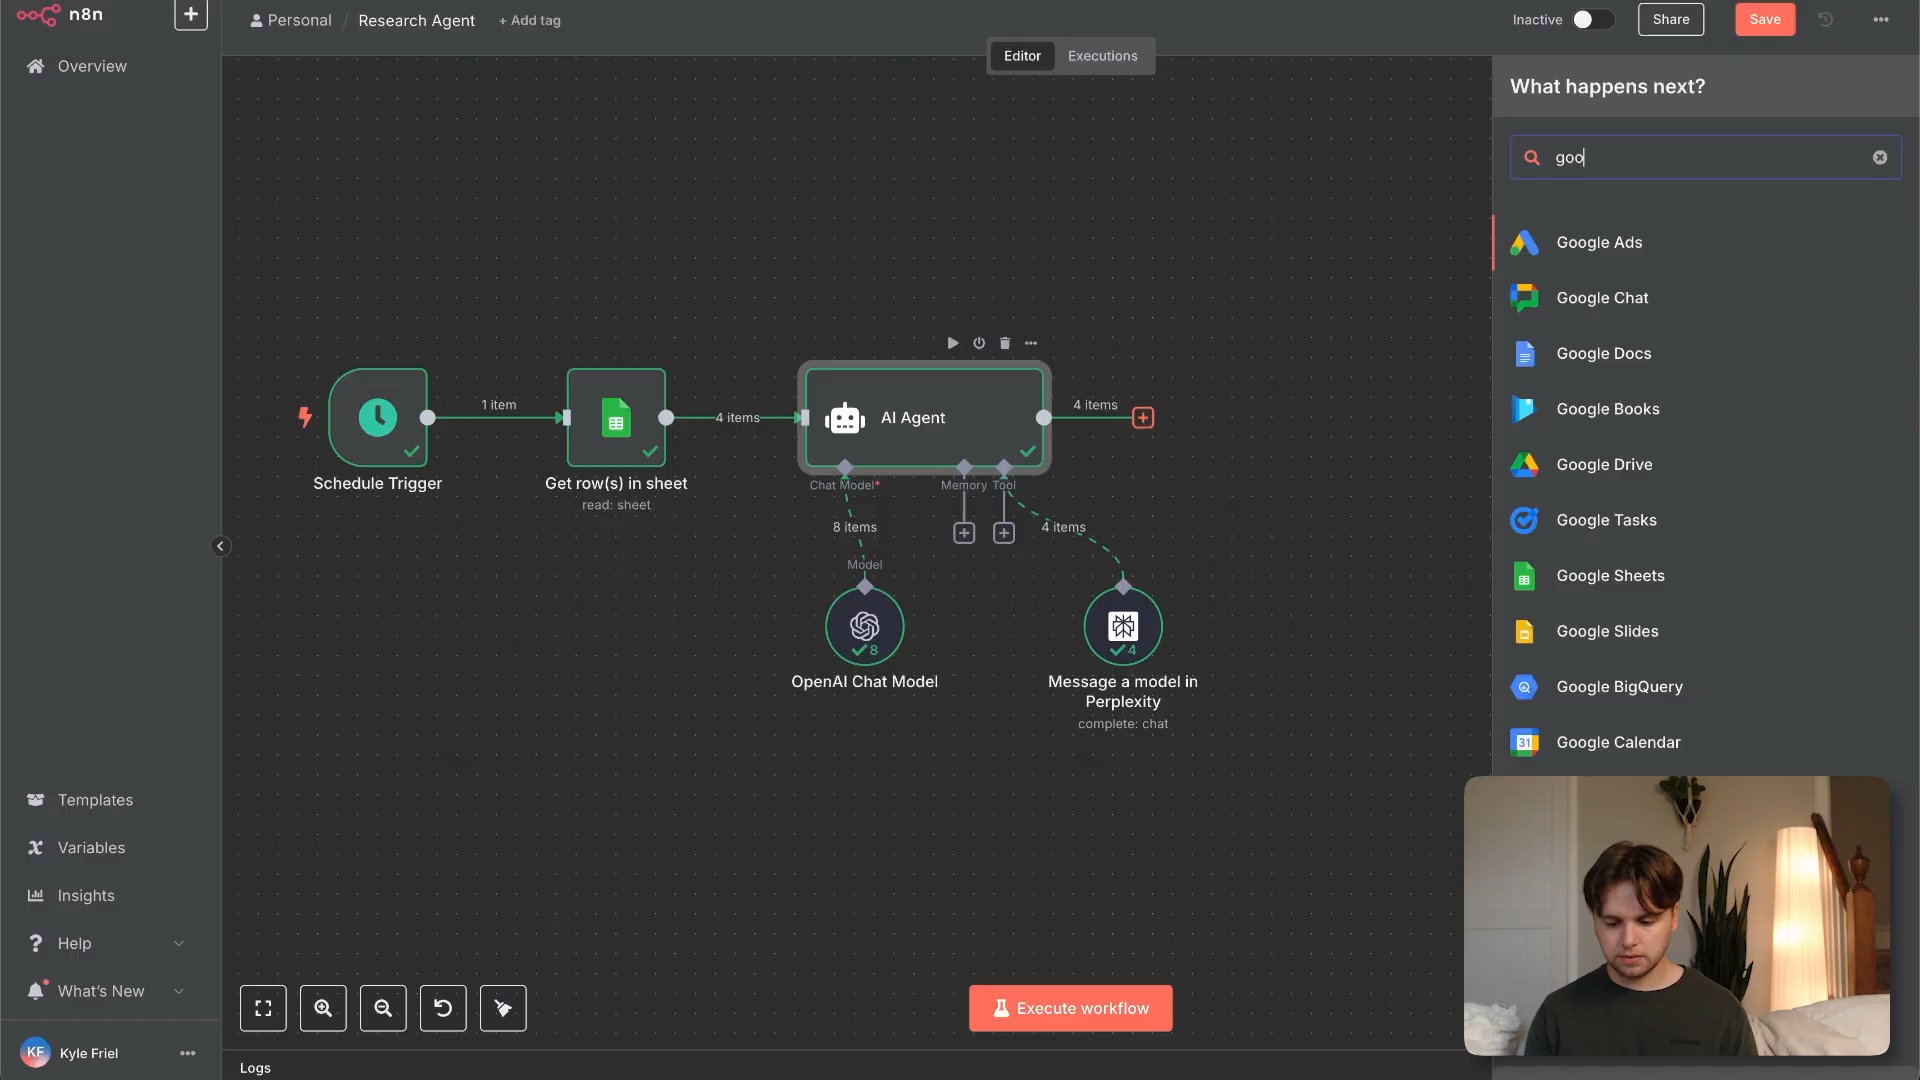 n8n
+
Personal / Research Agent + Add tag
Inactive
Share
Save
Editor
Executions
Overview
What happens next?
goo
Google Ads
Google Chat
Google Docs
Google Books
Google Drive
Google Tasks
Google Sheets
Google Slides
Google BigQuery
31
Google Calendar
1 item
4 items
AI Agent
4 items
Schedule Trigger
Get row(s) in sheet
read: sheet
Chat Model*
Memory
Tool
8 items
4 items
Model
8
4
OpenAI Chat Model
Message a model in
Perplexity
complete: chat
Templates
Variables
Insights
Help
What's New
KF
Kyle Friel
Execute workflow
Logs